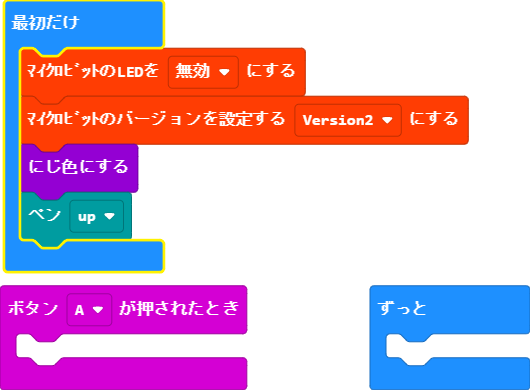 最初だけ
ﾏｲｸﾛﾋﾞｯﾄのLEDを 無効 にする
ﾏｲｸﾛﾋﾞｯﾄのバージョンを設定する Version2 にする
にじ色にする
ペン up
ボタン A が押されたとき
ずっと